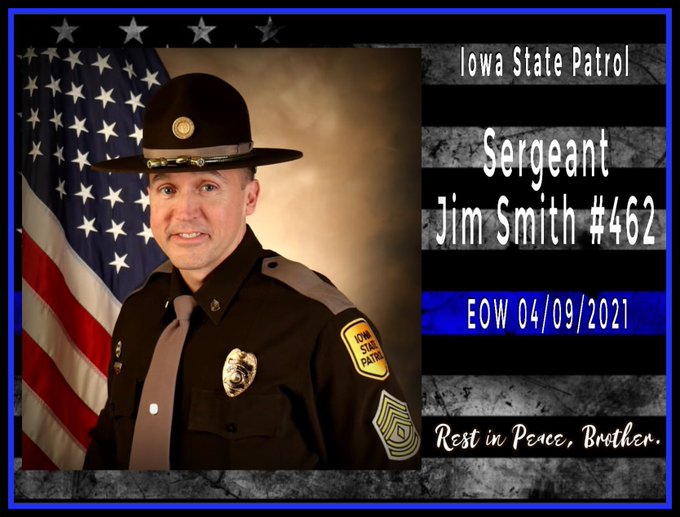 Iowa State Patrol
Sergeant
Jim Smith #462
EOW 04/09/2021
Rest in Peace, Brother.
IOWA
STATE
PATROL